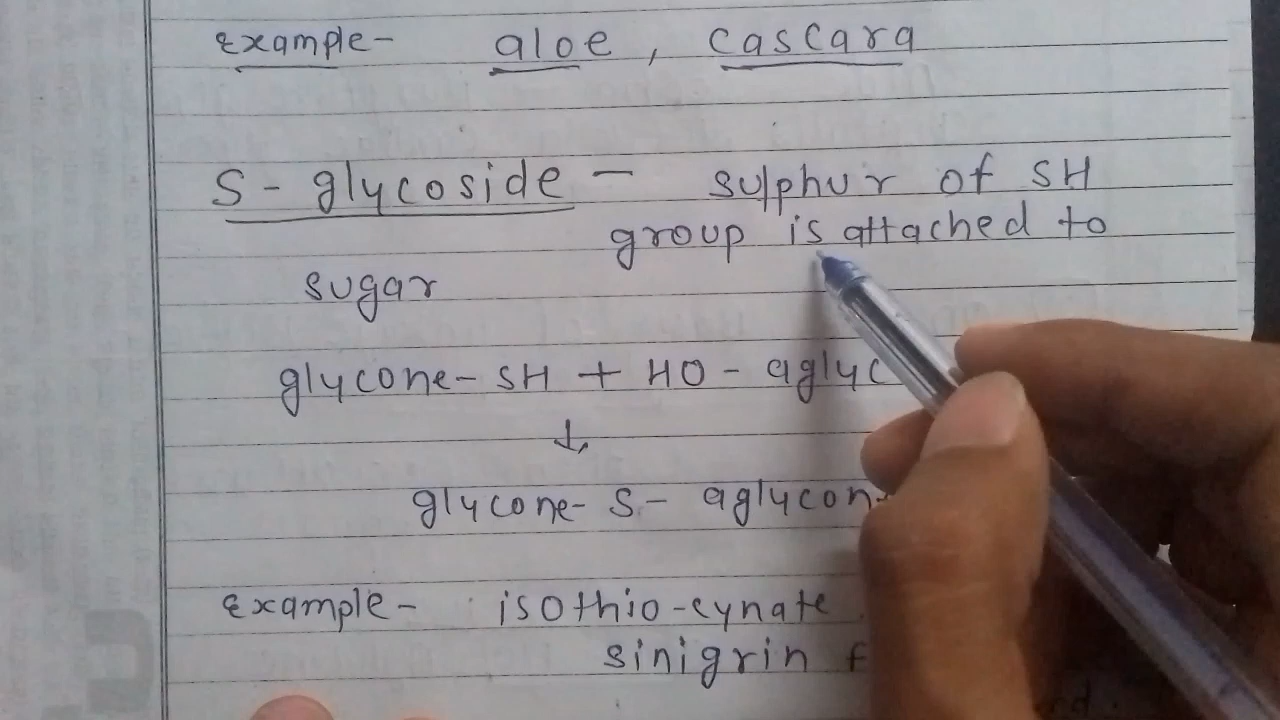 Example- aloe, cascara
S-glycoside - sulphur of SH
group is attached to
sugar
glycone-SH + HO- aglyc
↓
glycone-S- aglycon
Example- isothio-cynate
sinigrin f